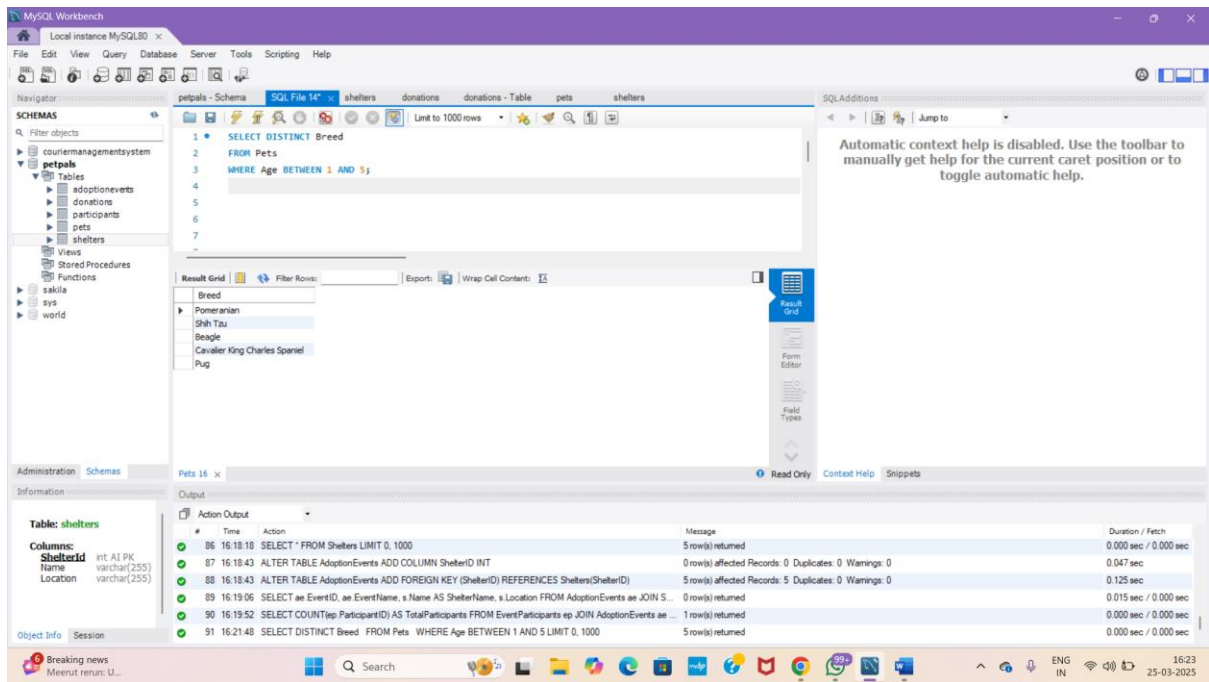 MySQL Workbench
Local instance MySQL80 ×
File Edit View Query Database Server Tools Scripting Help
Navigator
SCHEMAS
Filter objects
couriermanagementsystem
petpals
Tables
adoptionevents
donations
participants
pets
shelters
Views
Stored Procedures
Functions
sakila
sys
world
Administration Schemas
Information
Table: shelters
Columns:
ShelterId int AI PK
Name varchar(255)
Location varchar(255)
Object Info Session
petpals - Schema SQL File 14* × shelters donations donations - Table pets shelters
Limit to 1000 rows
1 SELECT DISTINCT Breed
2 FROM Pets
3 WHERE Age BETWEEN 1 AND 5;
4
5
6
7
Result Grid Filter Rows: Export: Wrap Cell Content:
Breed
Pomeranian
Shih Tzu
Beagle
Cavalier King Charles Spaniel
Pug
Result Grid
Form Editor
Field Types
Pets 16 × Read Only
SQLAdditions
Jump to
Automatic context help is disabled. Use the toolbar to
manually get help for the current caret position or to
toggle automatic help.
Context Help Snippets
Output
Action Output
# Time Action Message Duration / Fetch
86 16:18:18 SELECT * FROM Shelters LIMIT 0, 1000 5 row(s) returned 0.000 sec / 0.000 sec
87 16:18:43 ALTER TABLE AdoptionEvents ADD COLUMN ShelterID INT 0 row(s) affected Records: 0 Duplicates: 0 Warnings: 0 0.047 sec
88 16:18:43 ALTER TABLE AdoptionEvents ADD FOREIGN KEY (ShelterID) REFERENCES Shelters(ShelterID) 5 row(s) affected Records: 5 Duplicates: 0 Warnings: 0 0.125 sec
89 16:19:06 SELECT ae.EventID, ae.EventName, s.Name AS ShelterName, s.Location FROM AdoptionEvents ae JOIN S... 0 row(s) returned 0.015 sec / 0.000 sec
90 16:19:52 SELECT COUNT(ep.ParticipantID) AS TotalParticipants FROM EventParticipants ep JOIN AdoptionEvents ae ... 1 row(s) returned 0.000 sec / 0.000 sec
91 16:21:48 SELECT DISTINCT Breed FROM Pets WHERE Age BETWEEN 1 AND 5 LIMIT 0, 1000 5 row(s) returned 0.000 sec / 0.000 sec
6 Breaking news
Meerut rerun: U...
Search
99+
ENG
IN
16:23
25-03-2025